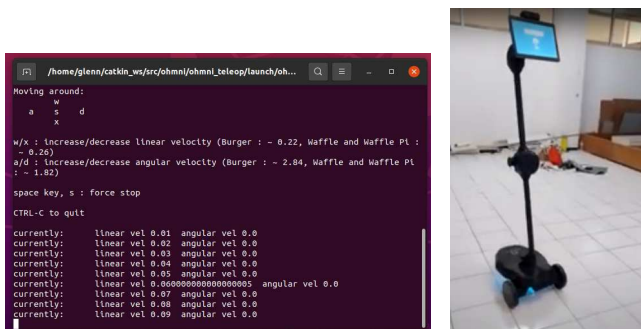 /home/glenn/catkin_ws/src/ohmni/ohmni_teleop/launch/oh...
Moving around:
w
a s d
x
w/x : increase/decrease linear velocity (Burger : ~ 0.22, Waffle and Waffle Pi :
~ 0.26)
a/d : increase/decrease angular velocity (Burger : ~ 2.84, Waffle and Waffle Pi
: ~ 1.82)
space key, s : force stop
CTRL-C to quit
currently: linear vel 0.01 angular vel 0.0
currently: linear vel 0.02 angular vel 0.0
currently: linear vel 0.03 angular vel 0.0
currently: linear vel 0.04 angular vel 0.0
currently: linear vel 0.05 angular vel 0.0
currently: linear vel 0.060000000000000005 angular vel 0.0
currently: linear vel 0.07 angular vel 0.0
currently: linear vel 0.08 angular vel 0.0
currently: linear vel 0.09 angular vel 0.0